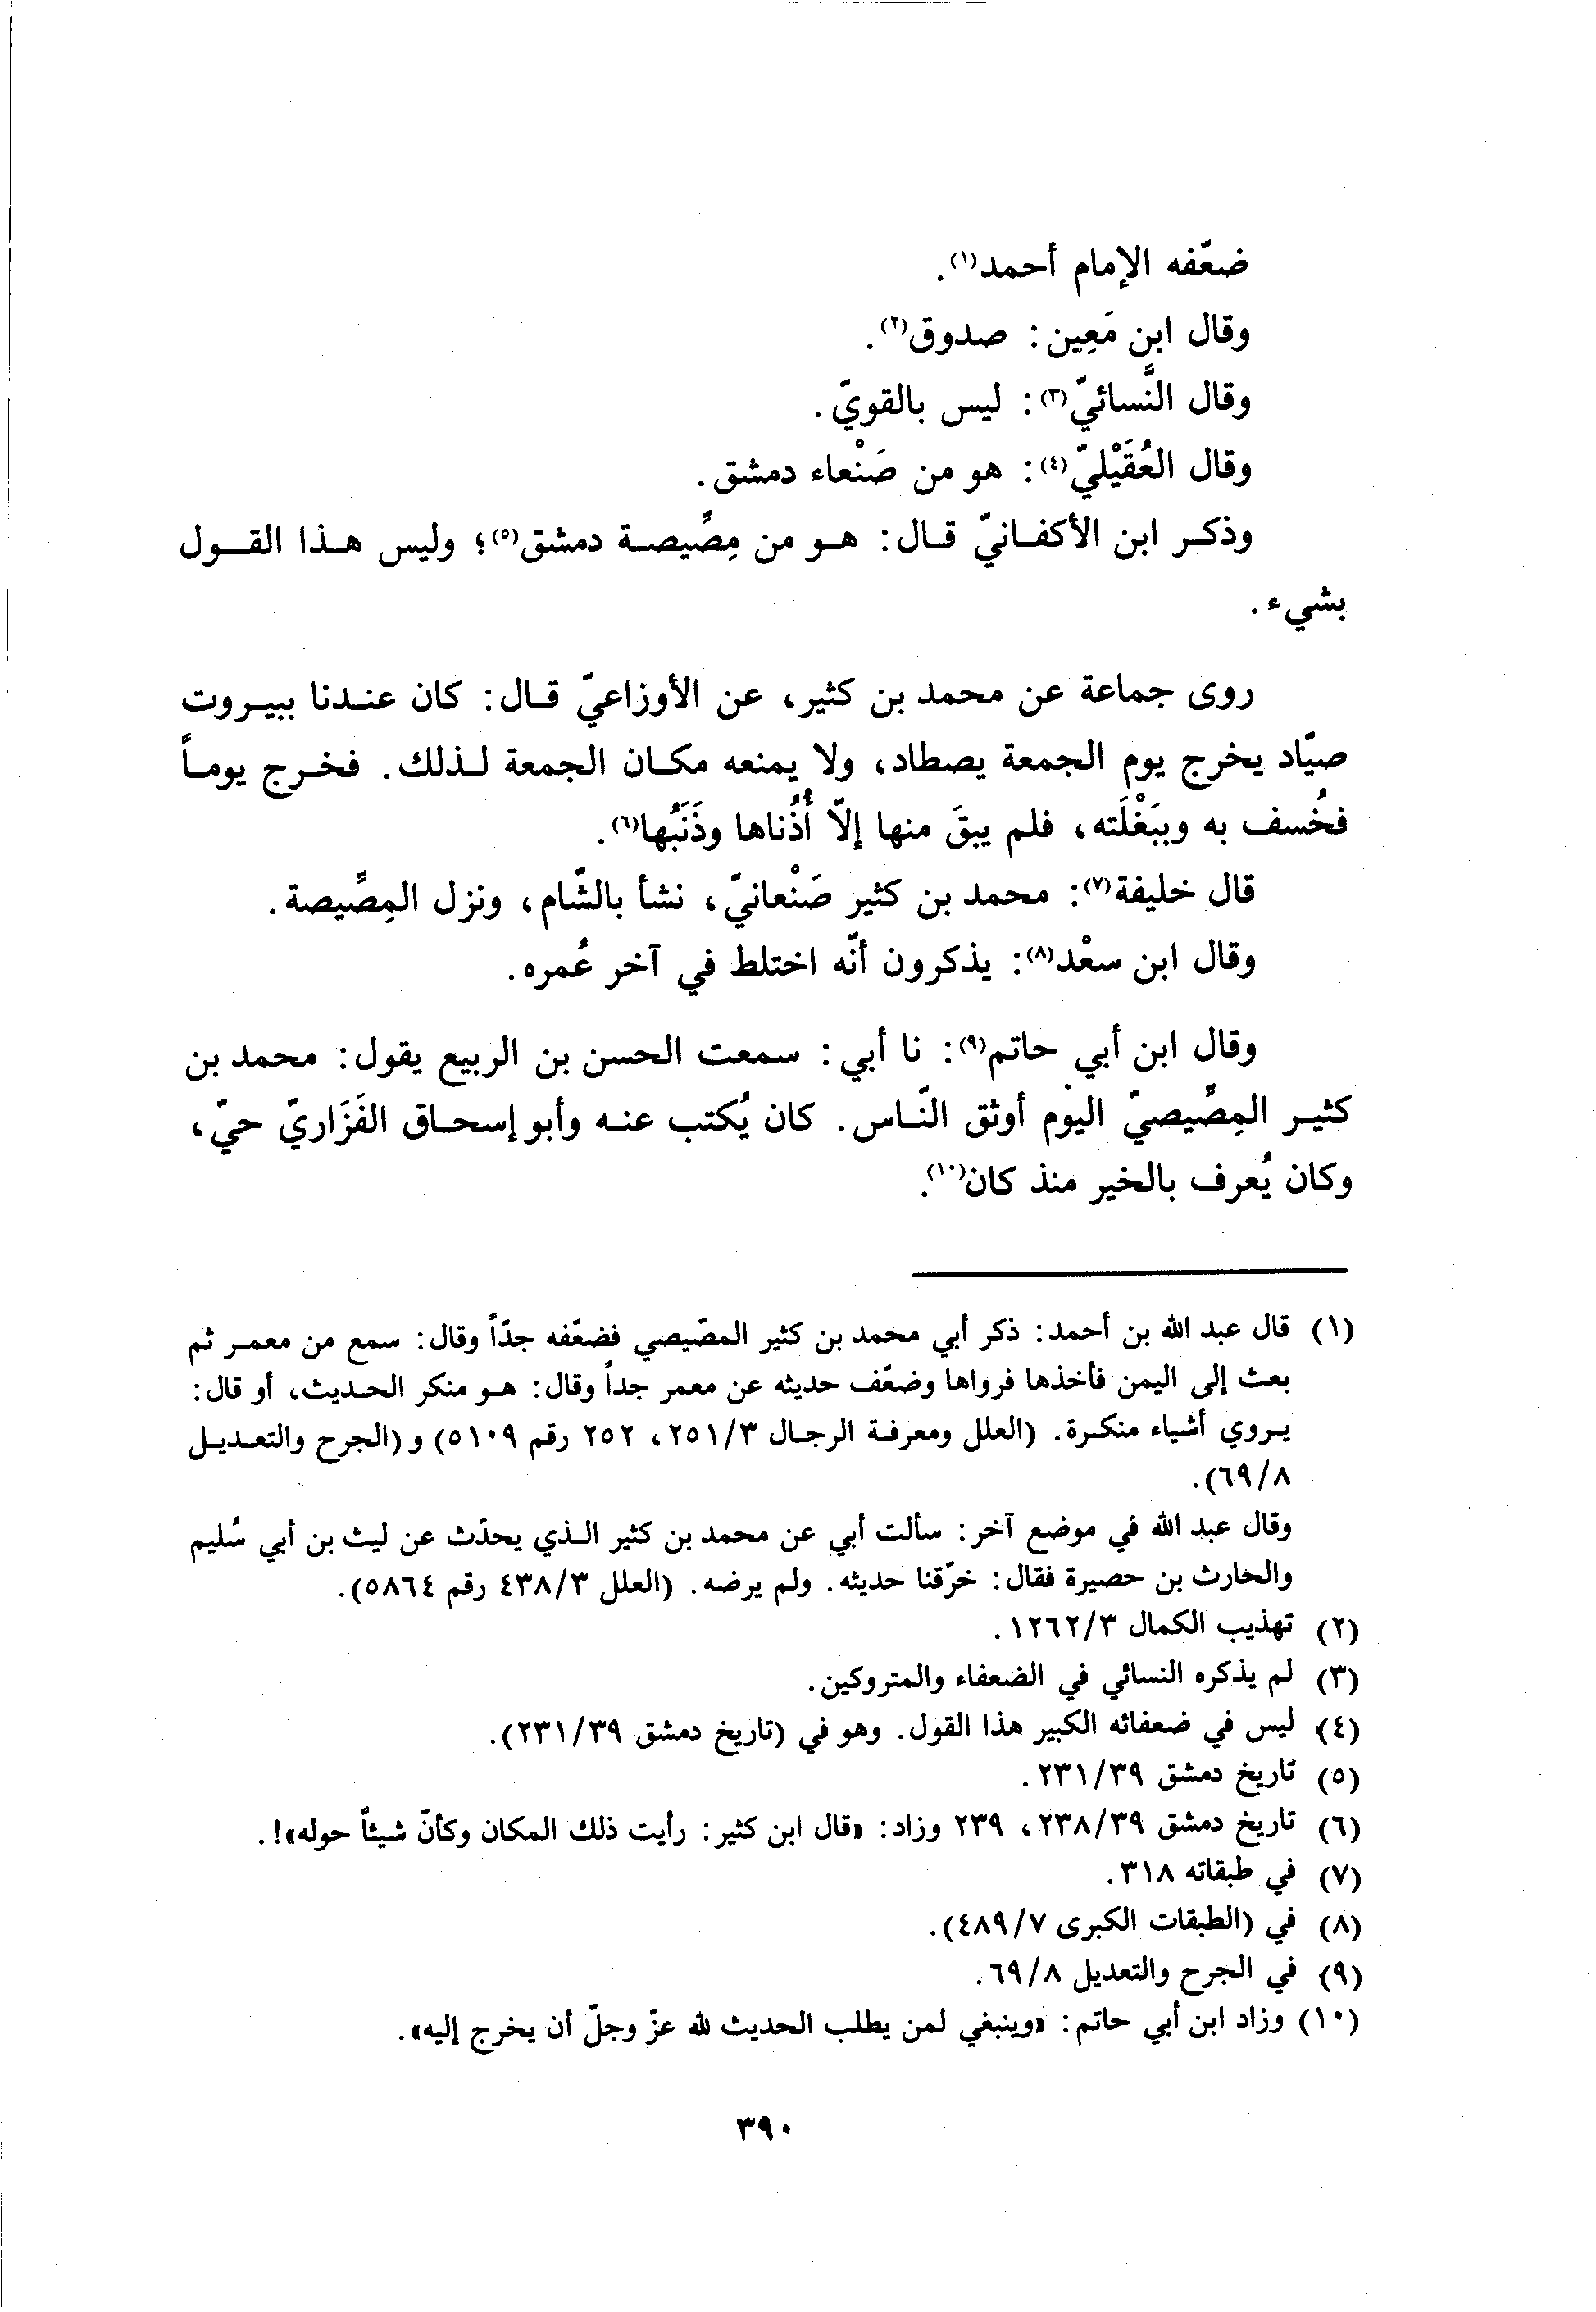 ضعّفه الإمام أحمد(١).
وقال ابن مَعِين: صدوق(٢).
وقال النَّسائيّ(٣): ليس بالقويّ.
وقال العُقَيْليّ(٤): هو من صَنْعاء دمشق.
وذكر ابن الأكفانيّ قال: هو من مِصِّيصة دمشق(٥)؛ وليس هذا القول
بشيء.
روى جماعة عن محمد بن كثير، عن الأوزاعيّ قال: كان عندنا ببيروت
صيّاد يخرج يوم الجمعة يصطاد، ولا يمنعه مكان الجمعة لذلك. فخرج يوماً
فخُسف به وببَغْلَته، فلم يبقَ منها إلاّ أُذُناها وذَنَبُها(٦).
قال خليفة(٧): محمد بن كثير صَنْعانيّ، نشأ بالشّام، ونزل المِصِّيصة.
وقال ابن سعْد(٨): يذكرون أنّه اختلط في آخر عُمره.
وقال ابن أبي حاتم(٩): نا أبي: سمعت الحسن بن الربيع يقول: محمد بن
كثير المِصِّيصيّ اليوم أوثق النّاس. كان يُكتب عنه وأبو إسحاق الفَزَاريّ حيّ،
وكان يُعرف بالخير منذ كان(١٠).
(١) قال عبد الله بن أحمد: ذكر أبي محمد بن كثير المصّيصي فضعّفه جدّاً وقال: سمع من معمر ثم
بعث إلى اليمن فأخذها فرواها وضعّف حديثه عن معمر جداً وقال: هو منكر الحديث، أو قال:
يروي أشياء منكرة. (العلل ومعرفة الرجال ٢٥١/٣، ٢٥٢ رقم ٥١٠٩) و(الجرح والتعديل
٦٩/٨).
وقال عبد الله في موضع آخر: سألت أبي عن محمد بن كثير الذي يحدّث عن ليث بن أبي سُليم
والحارث بن حصيرة فقال: خرّقنا حديثه. ولم يرضه. (العلل ٤٣٨/٣ رقم ٥٨٦٤).
(٢) تهذيب الكمال ١٢٦٢/٣.
(٣) لم يذكره النسائي في الضعفاء والمتروكين.
(٤) ليس في ضعفائه الكبير هذا القول. وهو في (تاريخ دمشق ٢٣١/٣٩).
(٥) تاريخ دمشق ٢٣١/٣٩.
(٦) تاريخ دمشق ٢٣٨/٣٩، ٢٣٩ وزاد: «قال ابن كثير: رأيت ذلك المكان وكأنّ شيئاً حوله»!.
(٧) في طبقاته ٣١٨.
(٨) في (الطبقات الكبرى ٤٨٩/٧).
(٩) في الجرح والتعديل ٦٩/٨.
(١٠) وزاد ابن أبي حاتم: «وينبغي لمن يطلب الحديث لله عزّ وجلّ أن يخرج إليه».
٣٩٠